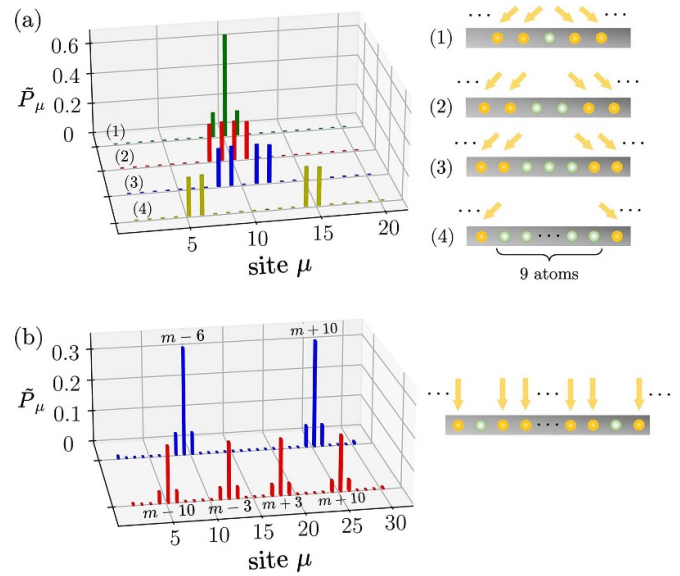 (a)
0.6
0.4
0.2
0
P̃μ
(1)
(2)
(3)
(4)
5
10
15
20
site μ
··· ···
(1)
··· ···
(2)
··· ···
(3)
··· ···
(4) ···
9 atoms
(b)
0.3
0.2
0.1
0
P̃μ
m − 6
m + 10
m − 10
m − 3
m + 3
m + 10
5
10
15
20
25
30
site μ
··· ··· ···
···